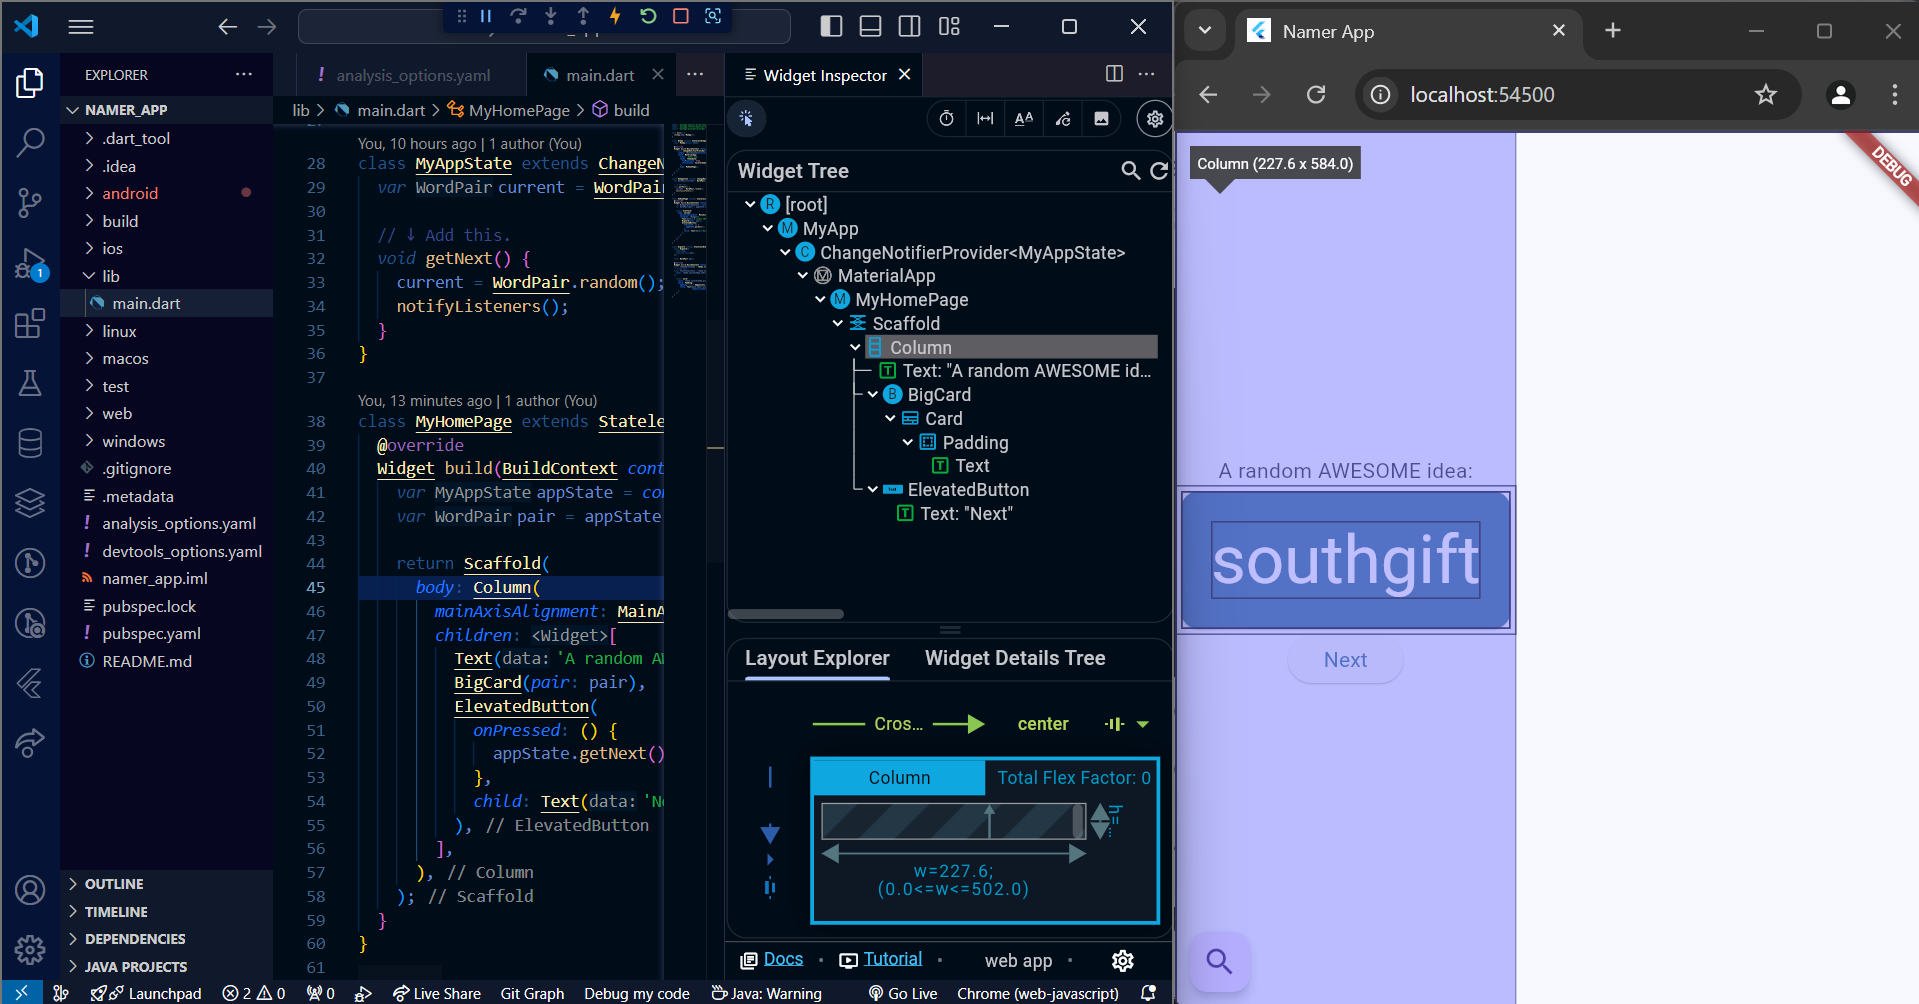 EXPLORER
NAMER_APP
.dart_tool
.idea
android
build
ios
lib
main.dart
linux
macos
test
web
windows
.gitignore
.metadata
analysis_options.yaml
devtools_options.yaml
namer_app.iml
pubspec.lock
pubspec.yaml
README.md
OUTLINE
TIMELINE
DEPENDENCIES
JAVA PROJECTS
1
! analysis_options.yaml
main.dart
lib > main.dart > MyHomePage > build
You, 10 hours ago | 1 author (You)
28 class MyAppState extends ChangeN
29 var WordPair current = WordPair
30
31 // ↓ Add this.
32 void getNext() {
33 current = WordPair.random();
34 notifyListeners();
35 }
36 }
37
You, 13 minutes ago | 1 author (You)
38 class MyHomePage extends Statele
39 @override
40 Widget build(BuildContext cont
41 var MyAppState appState = con
42 var WordPair pair = appState
43
44 return Scaffold(
45 body: Column(
46 mainAxisAlignment: MainA
47 children: <Widget>[
48 Text(data: 'A random AW
49 BigCard(pair: pair),
50 ElevatedButton(
51 onPressed: () {
52 appState.getNext()
53 },
54 child: Text(data: 'Ne
55 ), // ElevatedButton
56 ],
57 ), // Column
58 ); // Scaffold
59 }
60 }
61
Widget Inspector
Widget Tree
[root]
MyApp
ChangeNotifierProvider<MyAppState>
MaterialApp
MyHomePage
Scaffold
Column
Text: "A random AWESOME id...
BigCard
Card
Padding
Text
ElevatedButton
Text: "Next"
Layout Explorer
Widget Details Tree
Cros...
center
Column
Total Flex Factor: 0
h=...
w=227.6;
(0.0<=w<=502.0)
Docs
Tutorial
web app
Launchpad
2
0
0
Live Share
Git Graph
Debug my code
Java: Warning
Go Live
Chrome (web-javascript)
Namer App
localhost:54500
DEBUG
Column (227.6 x 584.0)
A random AWESOME idea:
southgift
Next